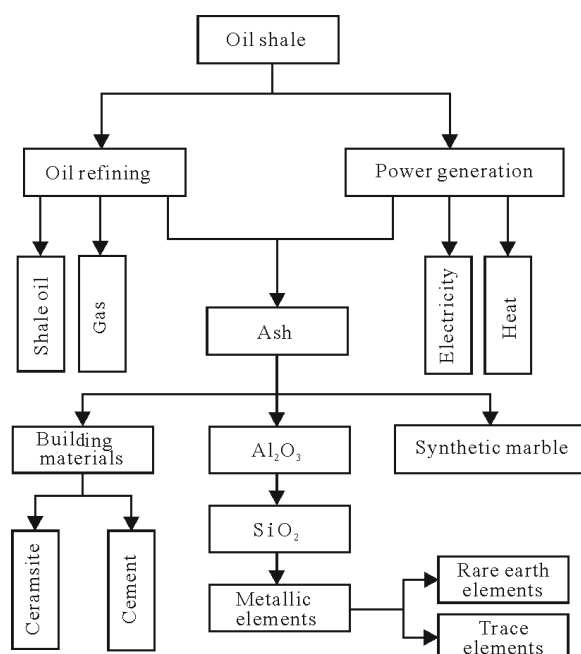 Oil shale
Oil refining
Power generation
Shale oil
Gas
Electricity
Heat
Ash
Building
materials
Al₂O₃
Synthetic marble
Ceramsite
Cement
SiO₂
Metallic
elements
Rare earth
elements
Trace
elements